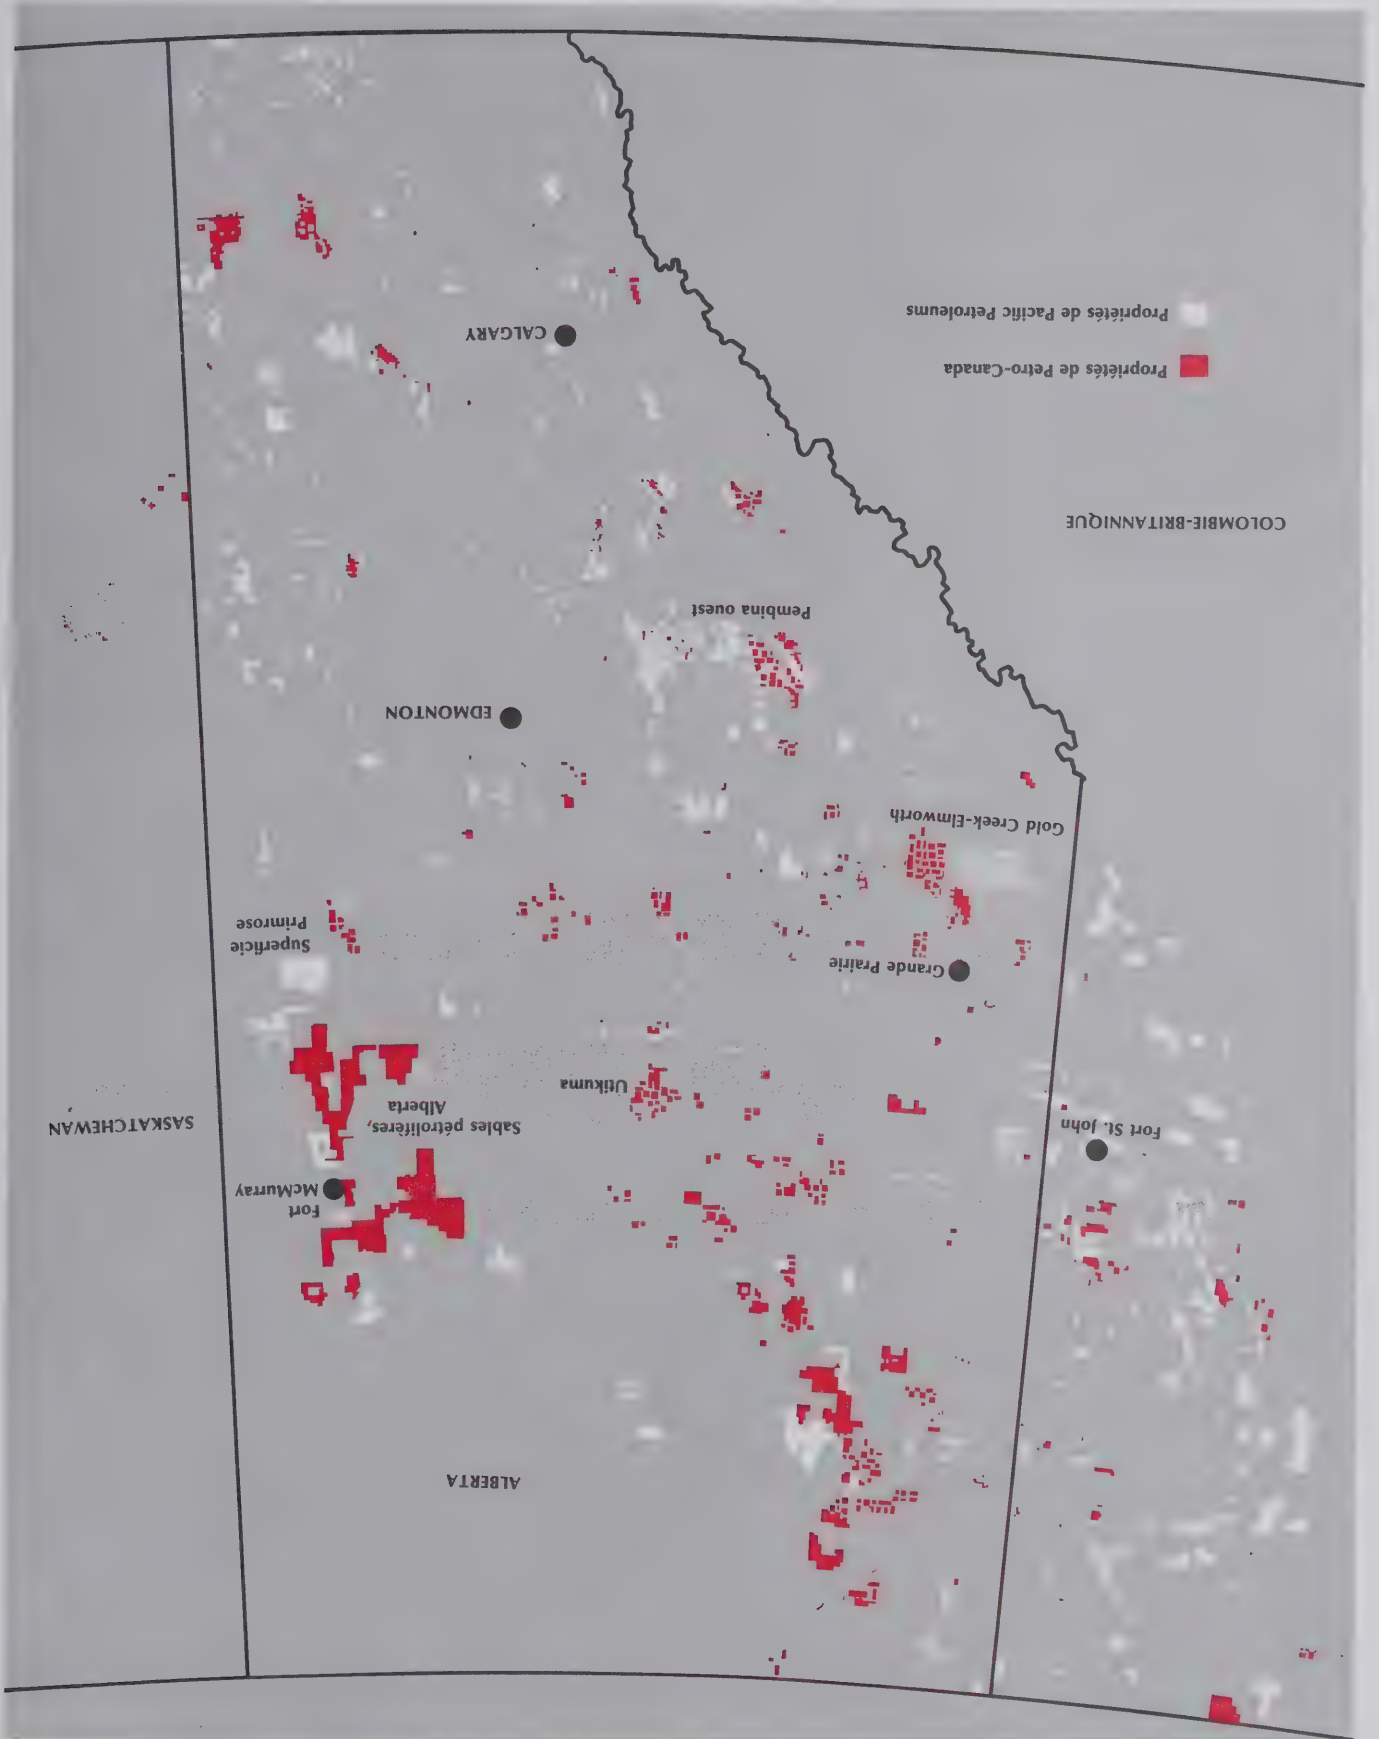 ALBERTA
Fort
McMurray
Fort St. John
Sables pétrolifères,
Alberta
SASKATCHEWAN
Utikuma
Grande Prairie
Superficie
Primrose
Gold Creek-Elmworth
EDMONTON
Pembina ouest
COLOMBIE-BRITANNIQUE
Propriétés de Petro-Canada
Propriétés de Pacific Petroleums
CALGARY